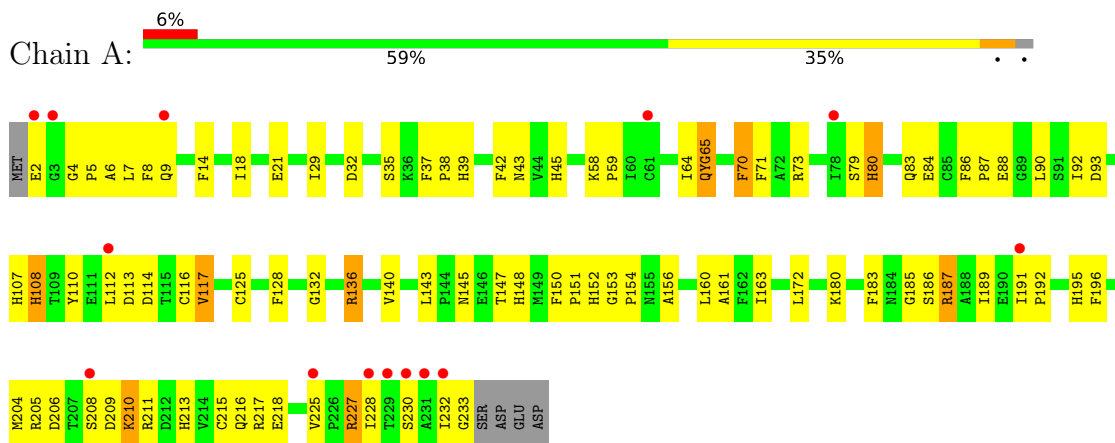 6%
Chain A:
59% 35% • •
MET E2 G3 G4 P5 A6 L7 F8 Q9 F14 I18 E21 I29 D32 S35 K36 F37 P38 H39 F42 N43 V44 H45 K58 P59 I60 C61 I64 QYG65 F70 F71 A72 R73 I78 S79 H80 Q83 E84 C85 F86 P87 E88 G89 L90 S91 I92 D93
H107 H108 T109 Y110 E111 L112 D113 D114 T115 C116 V117 C125 F128 G132 R136 V140 L143 P144 N145 E146 T147 H148 M149 F150 P151 H152 G153 P154 N155 A156 L160 A161 F162 I163 L172 K180 F183 N184 G185 S186 R187 A188 I189 E190 I191 P192 H195 F196
M204 R205 D206 T207 S208 D209 K210 R211 D212 H213 V214 C215 Q216 R217 E218 V225 P226 R227 I228 T229 S230 A231 I232 G233 SER ASP GLU ASP